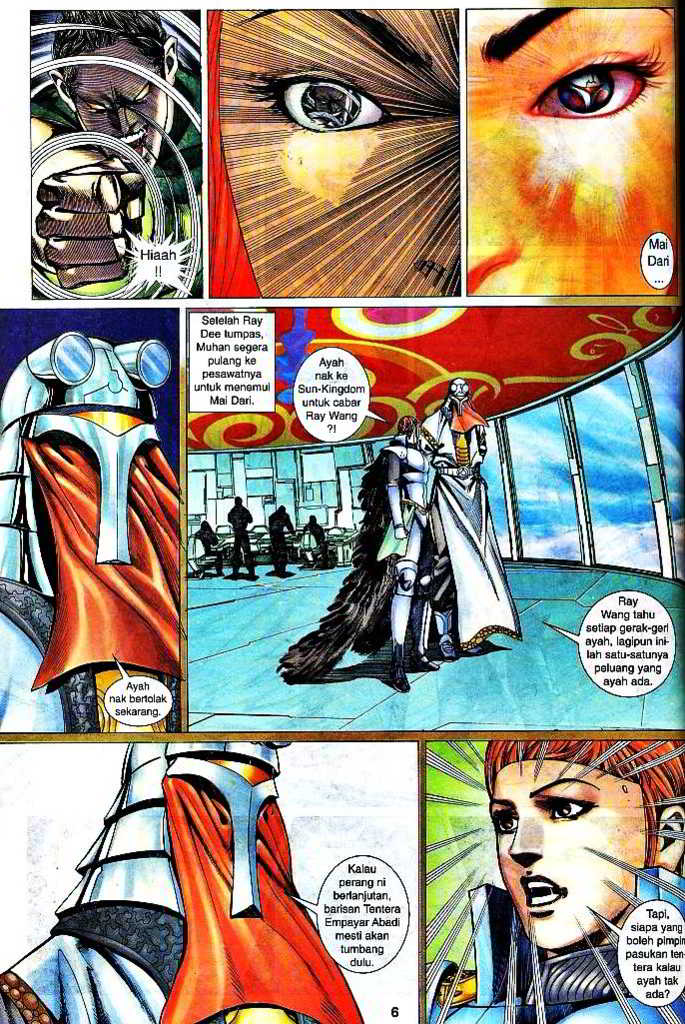 Hiaah
!!
Mai
Dari
...
Ayah
nak bertolak
sekarang.
Setelah Ray
Dee tumpas,
Muhan segera
pulang ke
pesawatnya
untuk menemui
Mai Dari.
Ayah
nak ke
Sun-Kingdom
untuk cabar
Ray Wang
?!
Ray
Wang tahu
setiap gerak-geri
ayah, lagipun ini-
lah satu-satunya
peluang yang
ayah ada.
Kalau
perang ni
berlanjutan,
barisan Tentera
Empayar Abadi
mesti akan
tumbang
dulu.
Tapi,
siapa yang
boleh pimpin
pasukan ten-
tera kalau
ayah tak
ada?
6